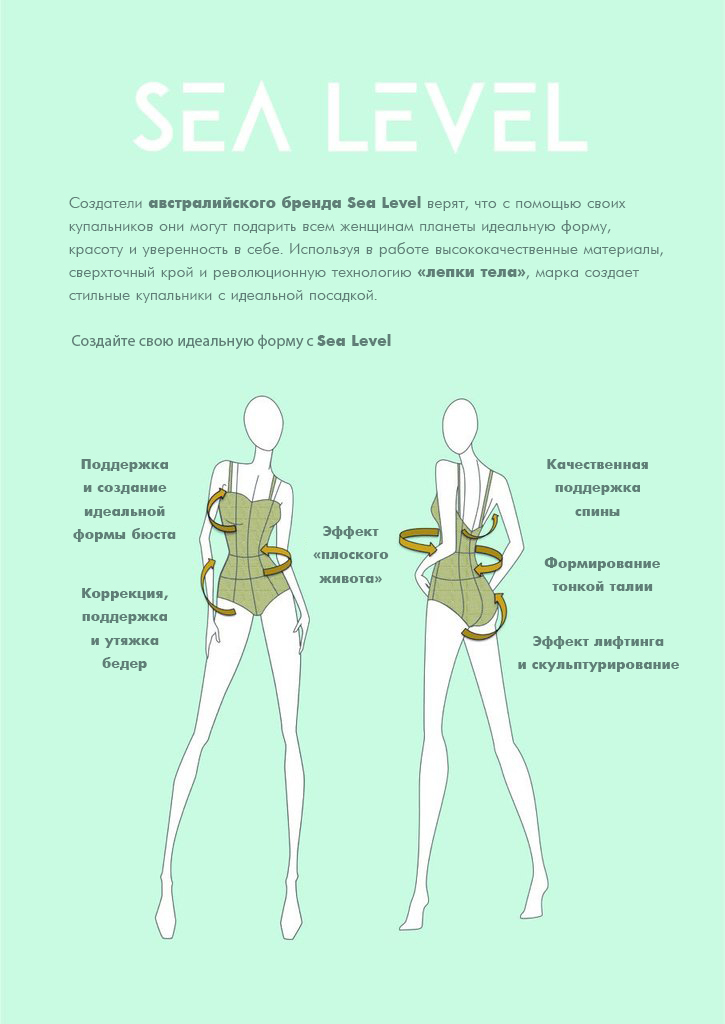 SEA LEVEL
Создатели австралийского бренда Sea Level верят, что с помощью своих
купальников они могут подарить всем женщинам планеты идеальную форму,
красоту и уверенность в себе. Используя в работе высококачественные материалы,
сверхточный крой и революционную технологию «лепки тела», марка создает
стильные купальники с идеальной посадкой.
Создайте свою идеальную форму с Sea Level
Поддержка
и создание
идеальной
формы бюста
Коррекция,
поддержка
и утяжка
бедер
Эффект
«плоского
живота»
Качественная
поддержка
спины
Формирование
тонкой талии
Эффект лифтинга
и скульптурирование